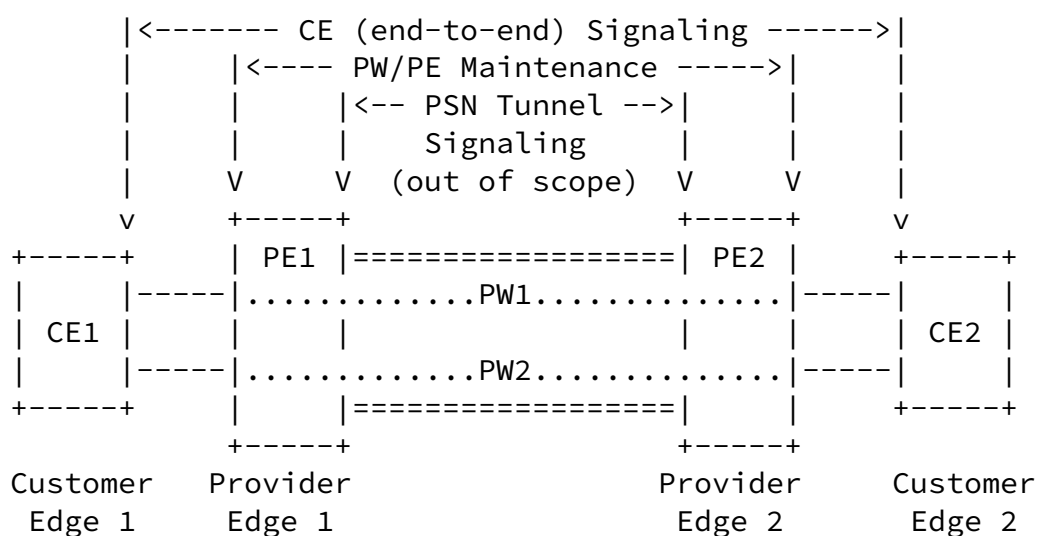 |<------- CE (end-to-end) Signaling ------>|
|       |<---- PW/PE Maintenance ----->|       |
|       |       |<-- PSN Tunnel -->|       |       |
|       |       |     Signaling      |       |       |
|       V       V  (out of scope)  V       V       |
v       +-----+                      +-----+       v
+-----+       | PE1 |==================| PE2 |       +-----+
|     |-----|.............PW1..............|-----|     |
| CE1 |       |     |                  |     |       | CE2 |
|     |-----|.............PW2..............|-----|     |
+-----+       |     |==================|     |       +-----+
+-----+                      +-----+
Customer    Provider                    Provider    Customer
Edge 1      Edge 1                      Edge 2      Edge 2